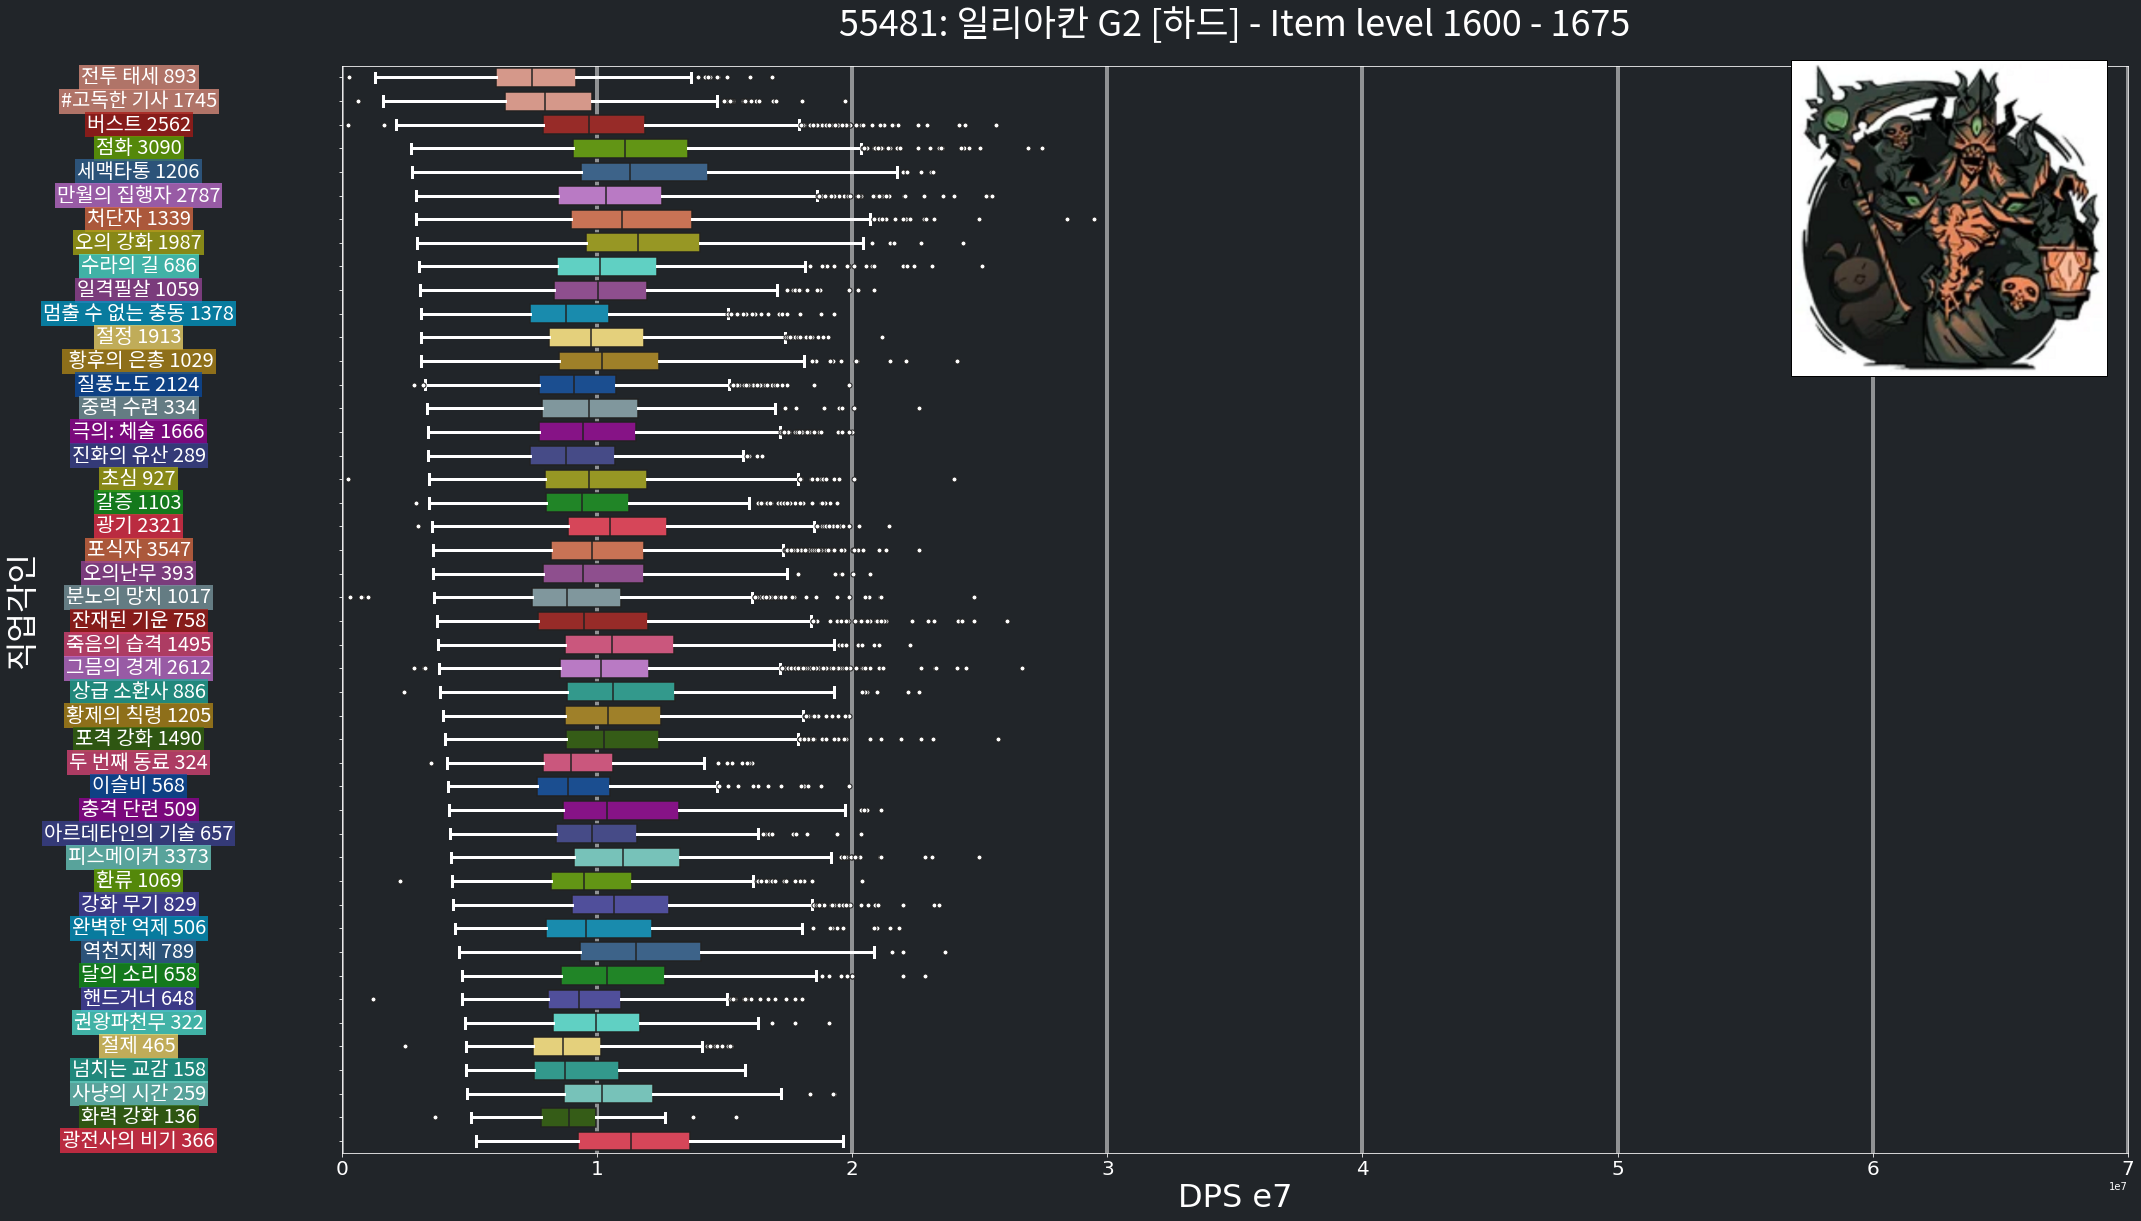 55481: 일리아칸 G2 [하드] - Item level 1600 - 1675
직업각인
전투 태세 893
#고독한 기사 1745
버스트 2562
점화 3090
세맥타통 1206
만월의 집행자 2787
처단자 1339
오의 강화 1987
수라의 길 686
일격필살 1059
멈출 수 없는 충동 1378
절정 1913
황후의 은총 1029
질풍노도 2124
중력 수련 334
극의: 체술 1666
진화의 유산 289
초심 927
갈증 1103
광기 2321
포식자 3547
오의난무 393
분노의 망치 1017
잔재된 기운 758
죽음의 습격 1495
그믐의 경계 2612
상급 소환사 886
황제의 칙령 1205
포격 강화 1490
두 번째 동료 324
이슬비 568
충격 단련 509
아르데타인의 기술 657
피스메이커 3373
환류 1069
강화 무기 829
완벽한 억제 506
역천지체 789
달의 소리 658
핸드거너 648
권왕파천무 322
절제 465
넘치는 교감 158
사냥의 시간 259
화력 강화 136
광전사의 비기 366
0 1 2 3 4 5 6 7
DPS e7
1e7